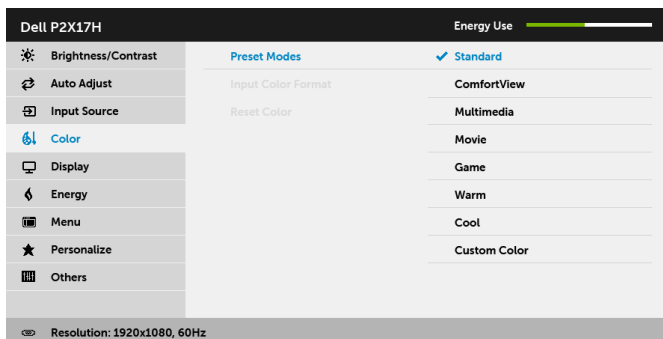 Dell P2X17H Energy Use
Brightness/Contrast Preset Modes Standard
Auto Adjust Input Color Format ComfortView
Input Source Reset Color Multimedia
Color Movie
Display Game
Energy Warm
Menu Cool
Personalize Custom Color
Others
Resolution: 1920x1080, 60Hz